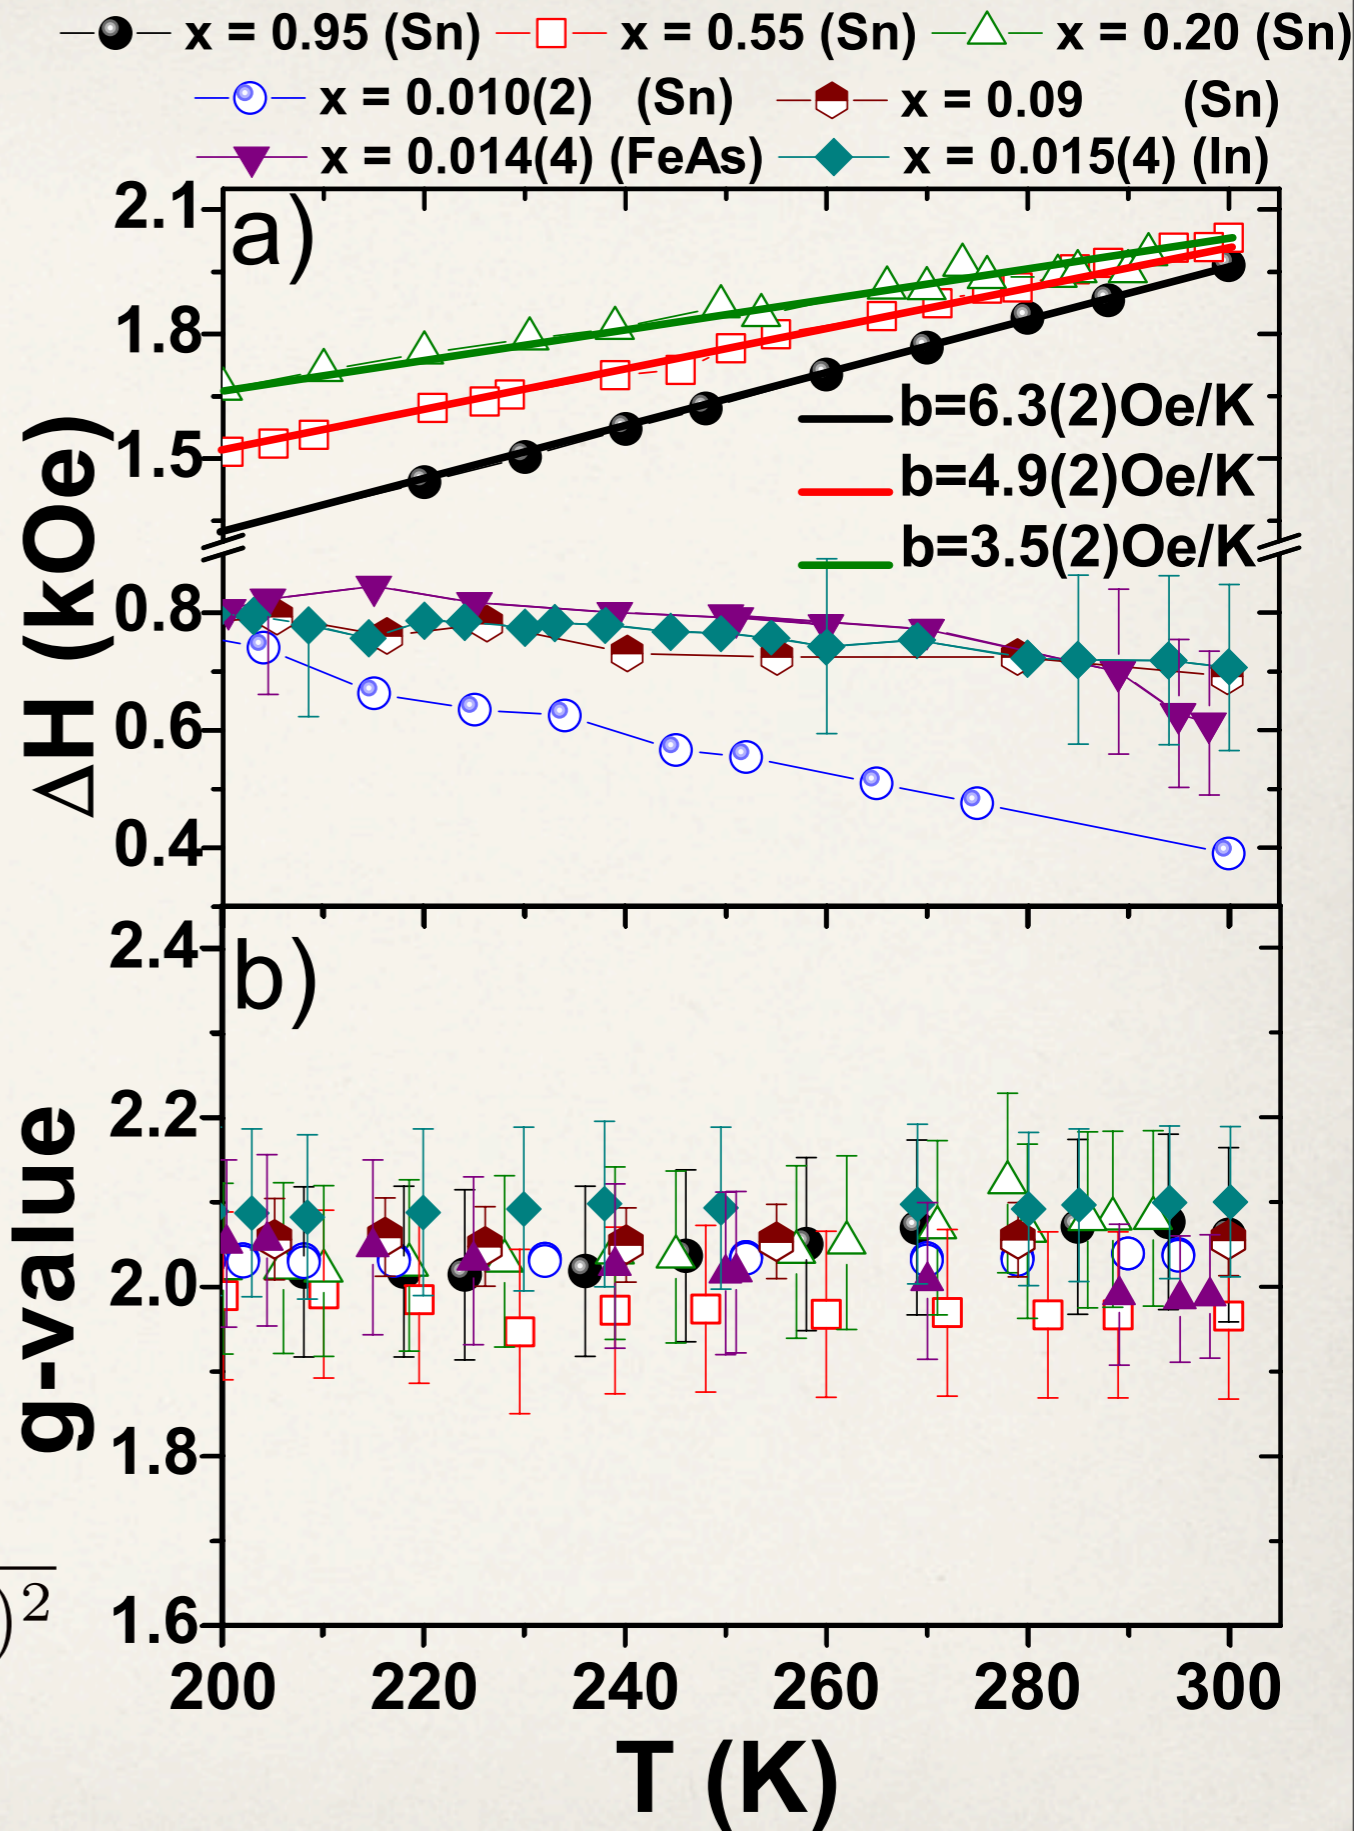 x = 0.95 (Sn) x = 0.55 (Sn) x = 0.20 (Sn)
x = 0.010(2) (Sn) x = 0.09 (Sn)
x = 0.014(4) (FeAs) x = 0.015(4) (In)
a)
2.1
1.8
1.5
0.8
0.6
0.4
ΔH (kOe)
b=6.3(2)Oe/K
b=4.9(2)Oe/K
b=3.5(2)Oe/K
b)
2.4
2.2
2.0
1.8
1.6
g-value
)²
200 220 240 260 280 300
T (K)